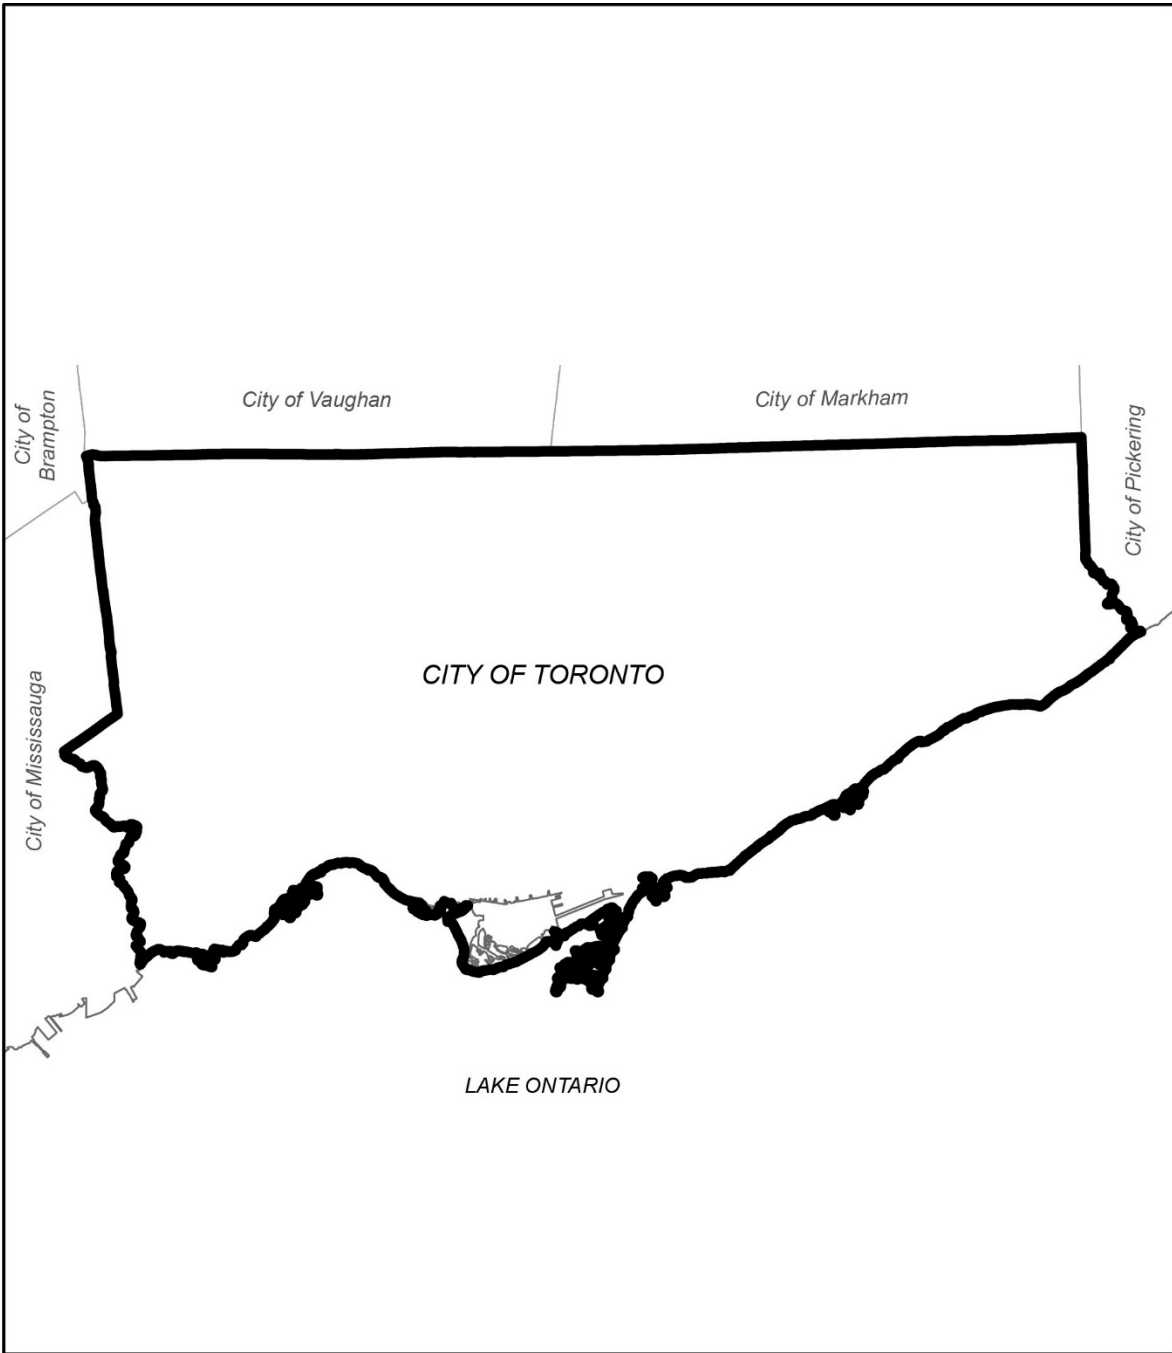 City of Vaughan
City of Markham
City of
Brampton
City of Pickering
CITY OF TORONTO
City of Mississauga
LAKE ONTARIO